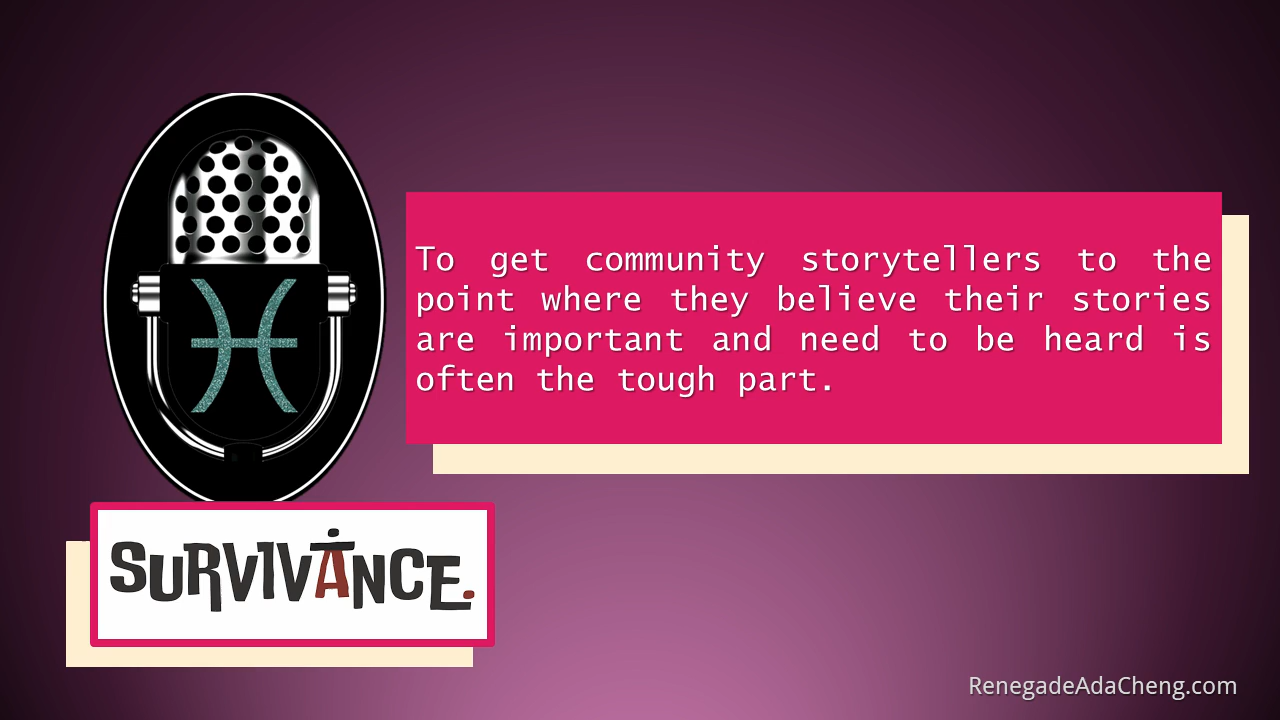 To get community storytellers to the
point where they believe their stories
are important and need to be heard is
often the tough part.
SURVIVANCE.
RenegadeAdaCheng.com